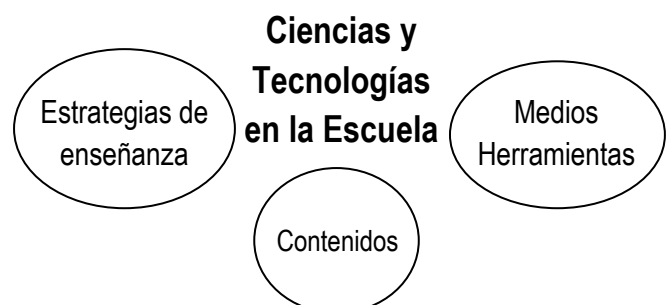 Ciencias y
Tecnologías
en la Escuela
Estrategias de
enseñanza
Medios
Herramientas
Contenidos